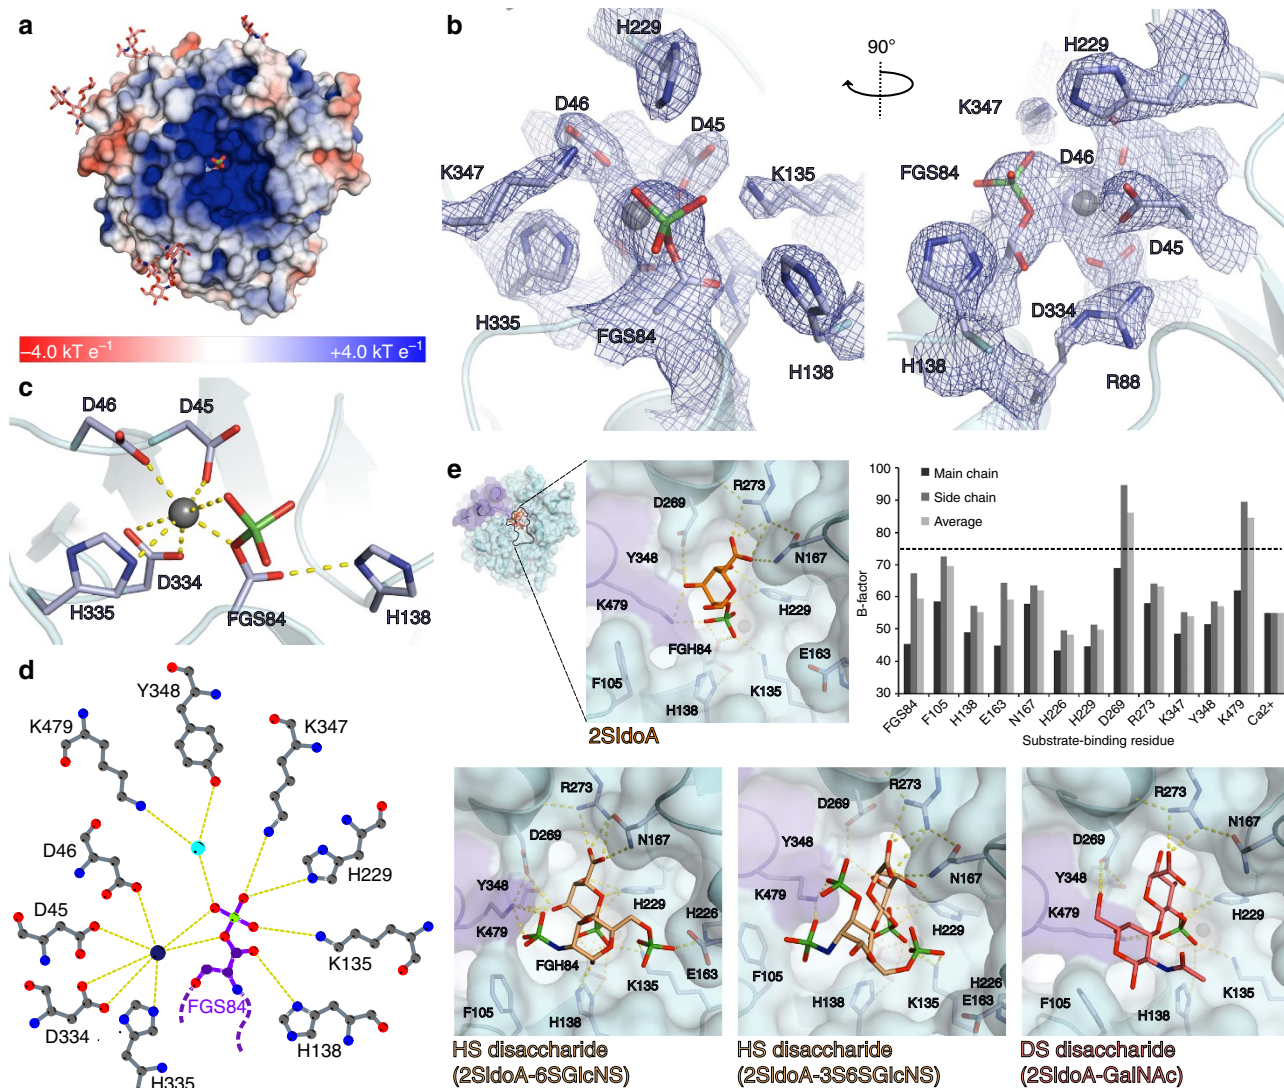 a
−4.0 kT e−1
+4.0 kT e−1
b
H229
D46
D45
K347
K135
H335
FGS84
H138
90°
H229
K347
D46
FGS84
D45
D334
H138
R88
c
D46
D45
D334
H335
FGS84
H138
d
Y348
K479
K347
D46
H229
D45
K135
FGS84
D334
H138
H335
e
R273
D269
Y348
N167
K479
H229
FGH84
E163
F105
K135
H138
2SIdoA
100
90
80
70
60
50
40
30
B-factor
Main chain
Side chain
Average
FGS84
F105
H138
E163
N167
H226
H229
D269
R273
K347
Y348
K479
Ca2+
Substrate-binding residue
R273
D269
N167
Y348
H229
H226
K479
FGH84
E163
K135
F105
H138
HS disaccharide
(2SIdoA-6SGlcNS)
R273
D269
Y348
N167
K479
H229
F105
H226
K135
E163
H138
HS disaccharide
(2SIdoA-3S6SGlcNS)
R273
N167
D269
Y348
K479
H229
K135
F105
H138
DS disaccharide
(2SIdoA-GalNAc)